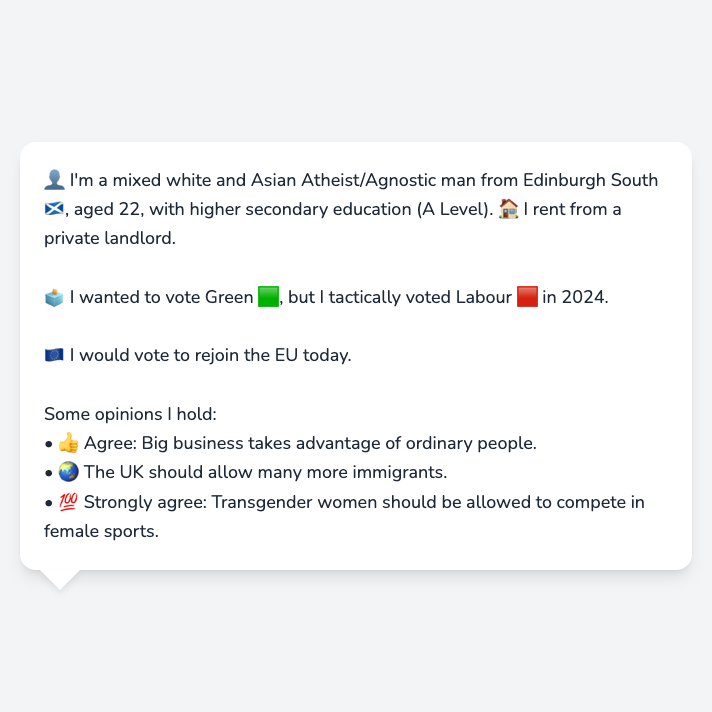 👤 I'm a mixed white and Asian Atheist/Agnostic man from Edinburgh South
🏴󠁧󠁢󠁳󠁣󠁴󠁿, aged 22, with higher secondary education (A Level). 🏠 I rent from a
private landlord.
🗳️ I wanted to vote Green 🟩, but I tactically voted Labour 🟥 in 2024.
🇪🇺 I would vote to rejoin the EU today.
Some opinions I hold:
• 👍 Agree: Big business takes advantage of ordinary people.
• 🌏 The UK should allow many more immigrants.
• 💯 Strongly agree: Transgender women should be allowed to compete in
female sports.